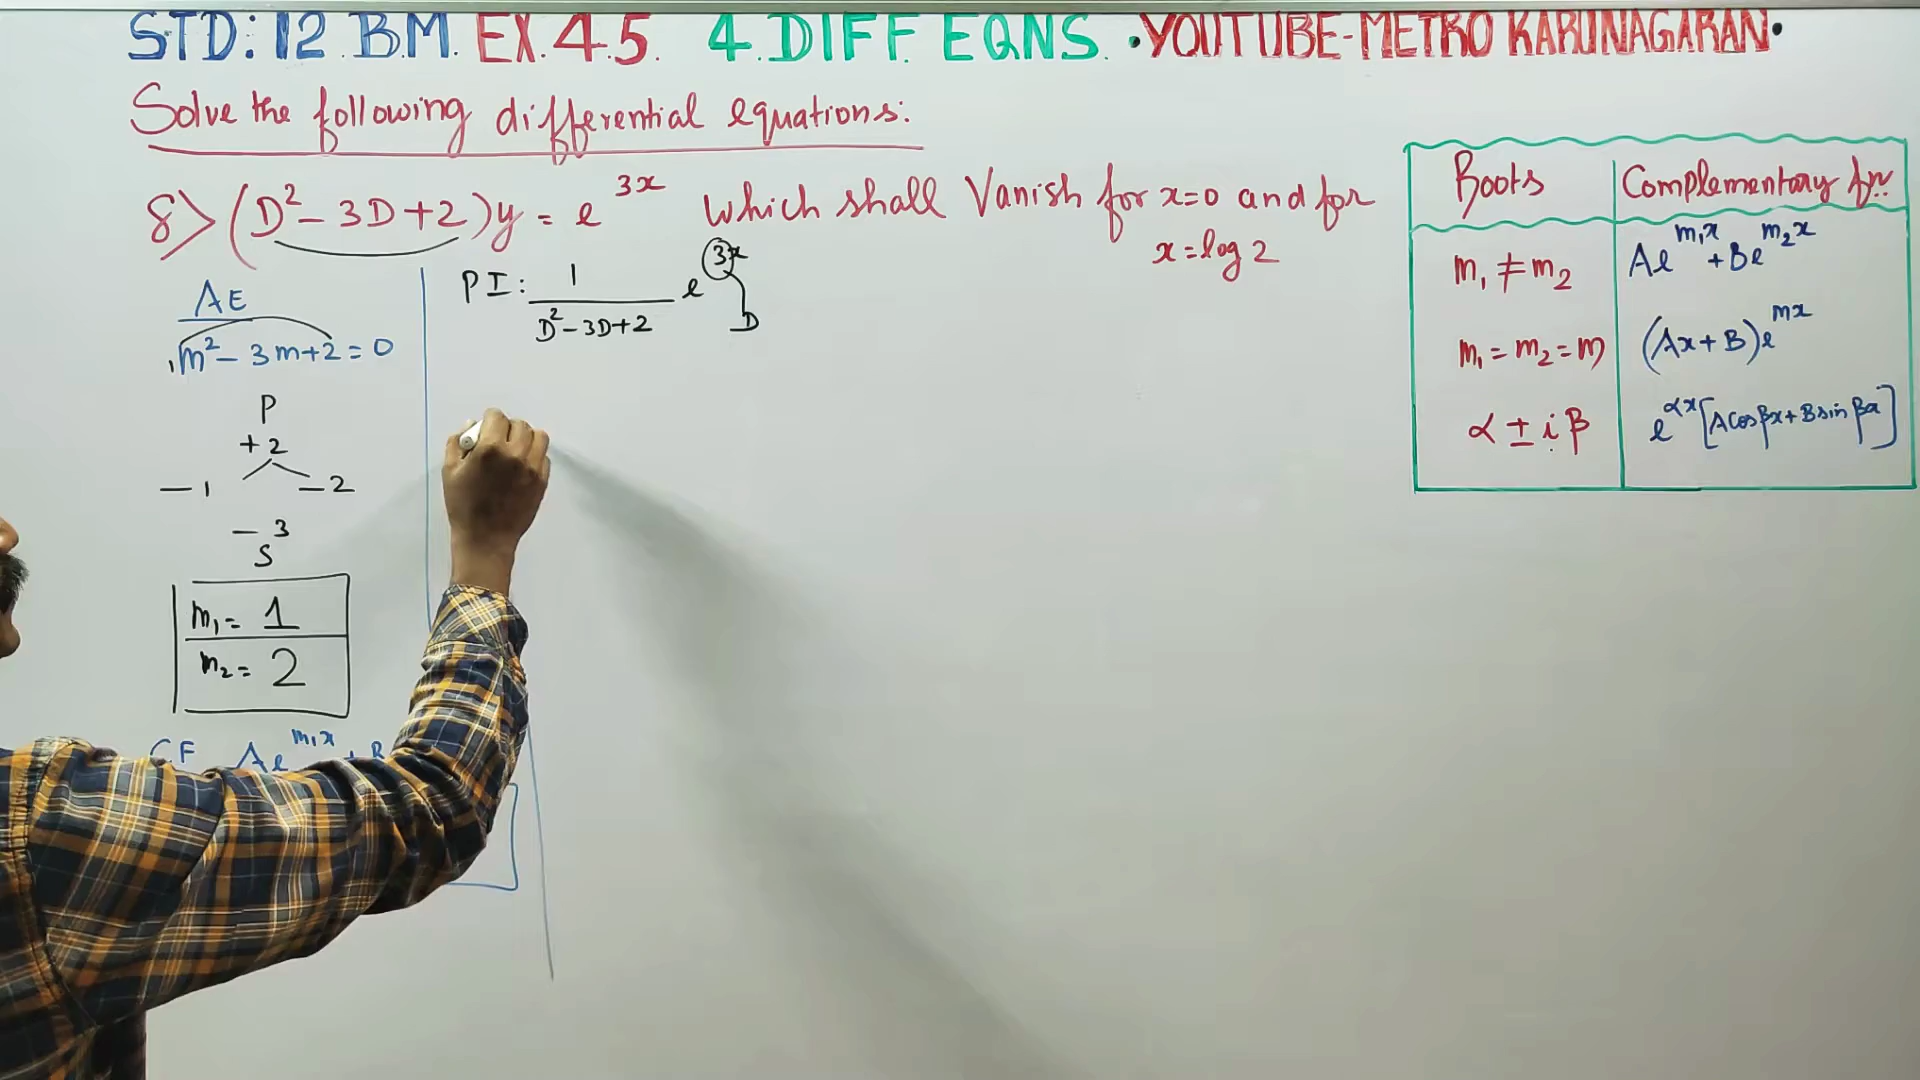 STD: 12 B.M. EX. 4.5. 4. DIFF EQNS. • YOUTUBE-METRO KARUNAGARAN •
Solve the following differential equations:
8> (D² - 3D + 2)y = e^3x which shall Vanish for x=0 and for
x = log 2
AE
1m² - 3m + 2 = 0
P
+2
-1 -2
-3
S
m₁ = 1
m₂ = 2
CF Ae^m₁x + B
PI: 1/(D² - 3D + 2) e^3x
D
Roots Complementary fn:
m₁ ≠ m₂ Ae^m₁x + Be^m₂x
m₁ = m₂ = m (Ax + B)e^mx
α ± iβ e^αx [Acosβx + Bsinβx]